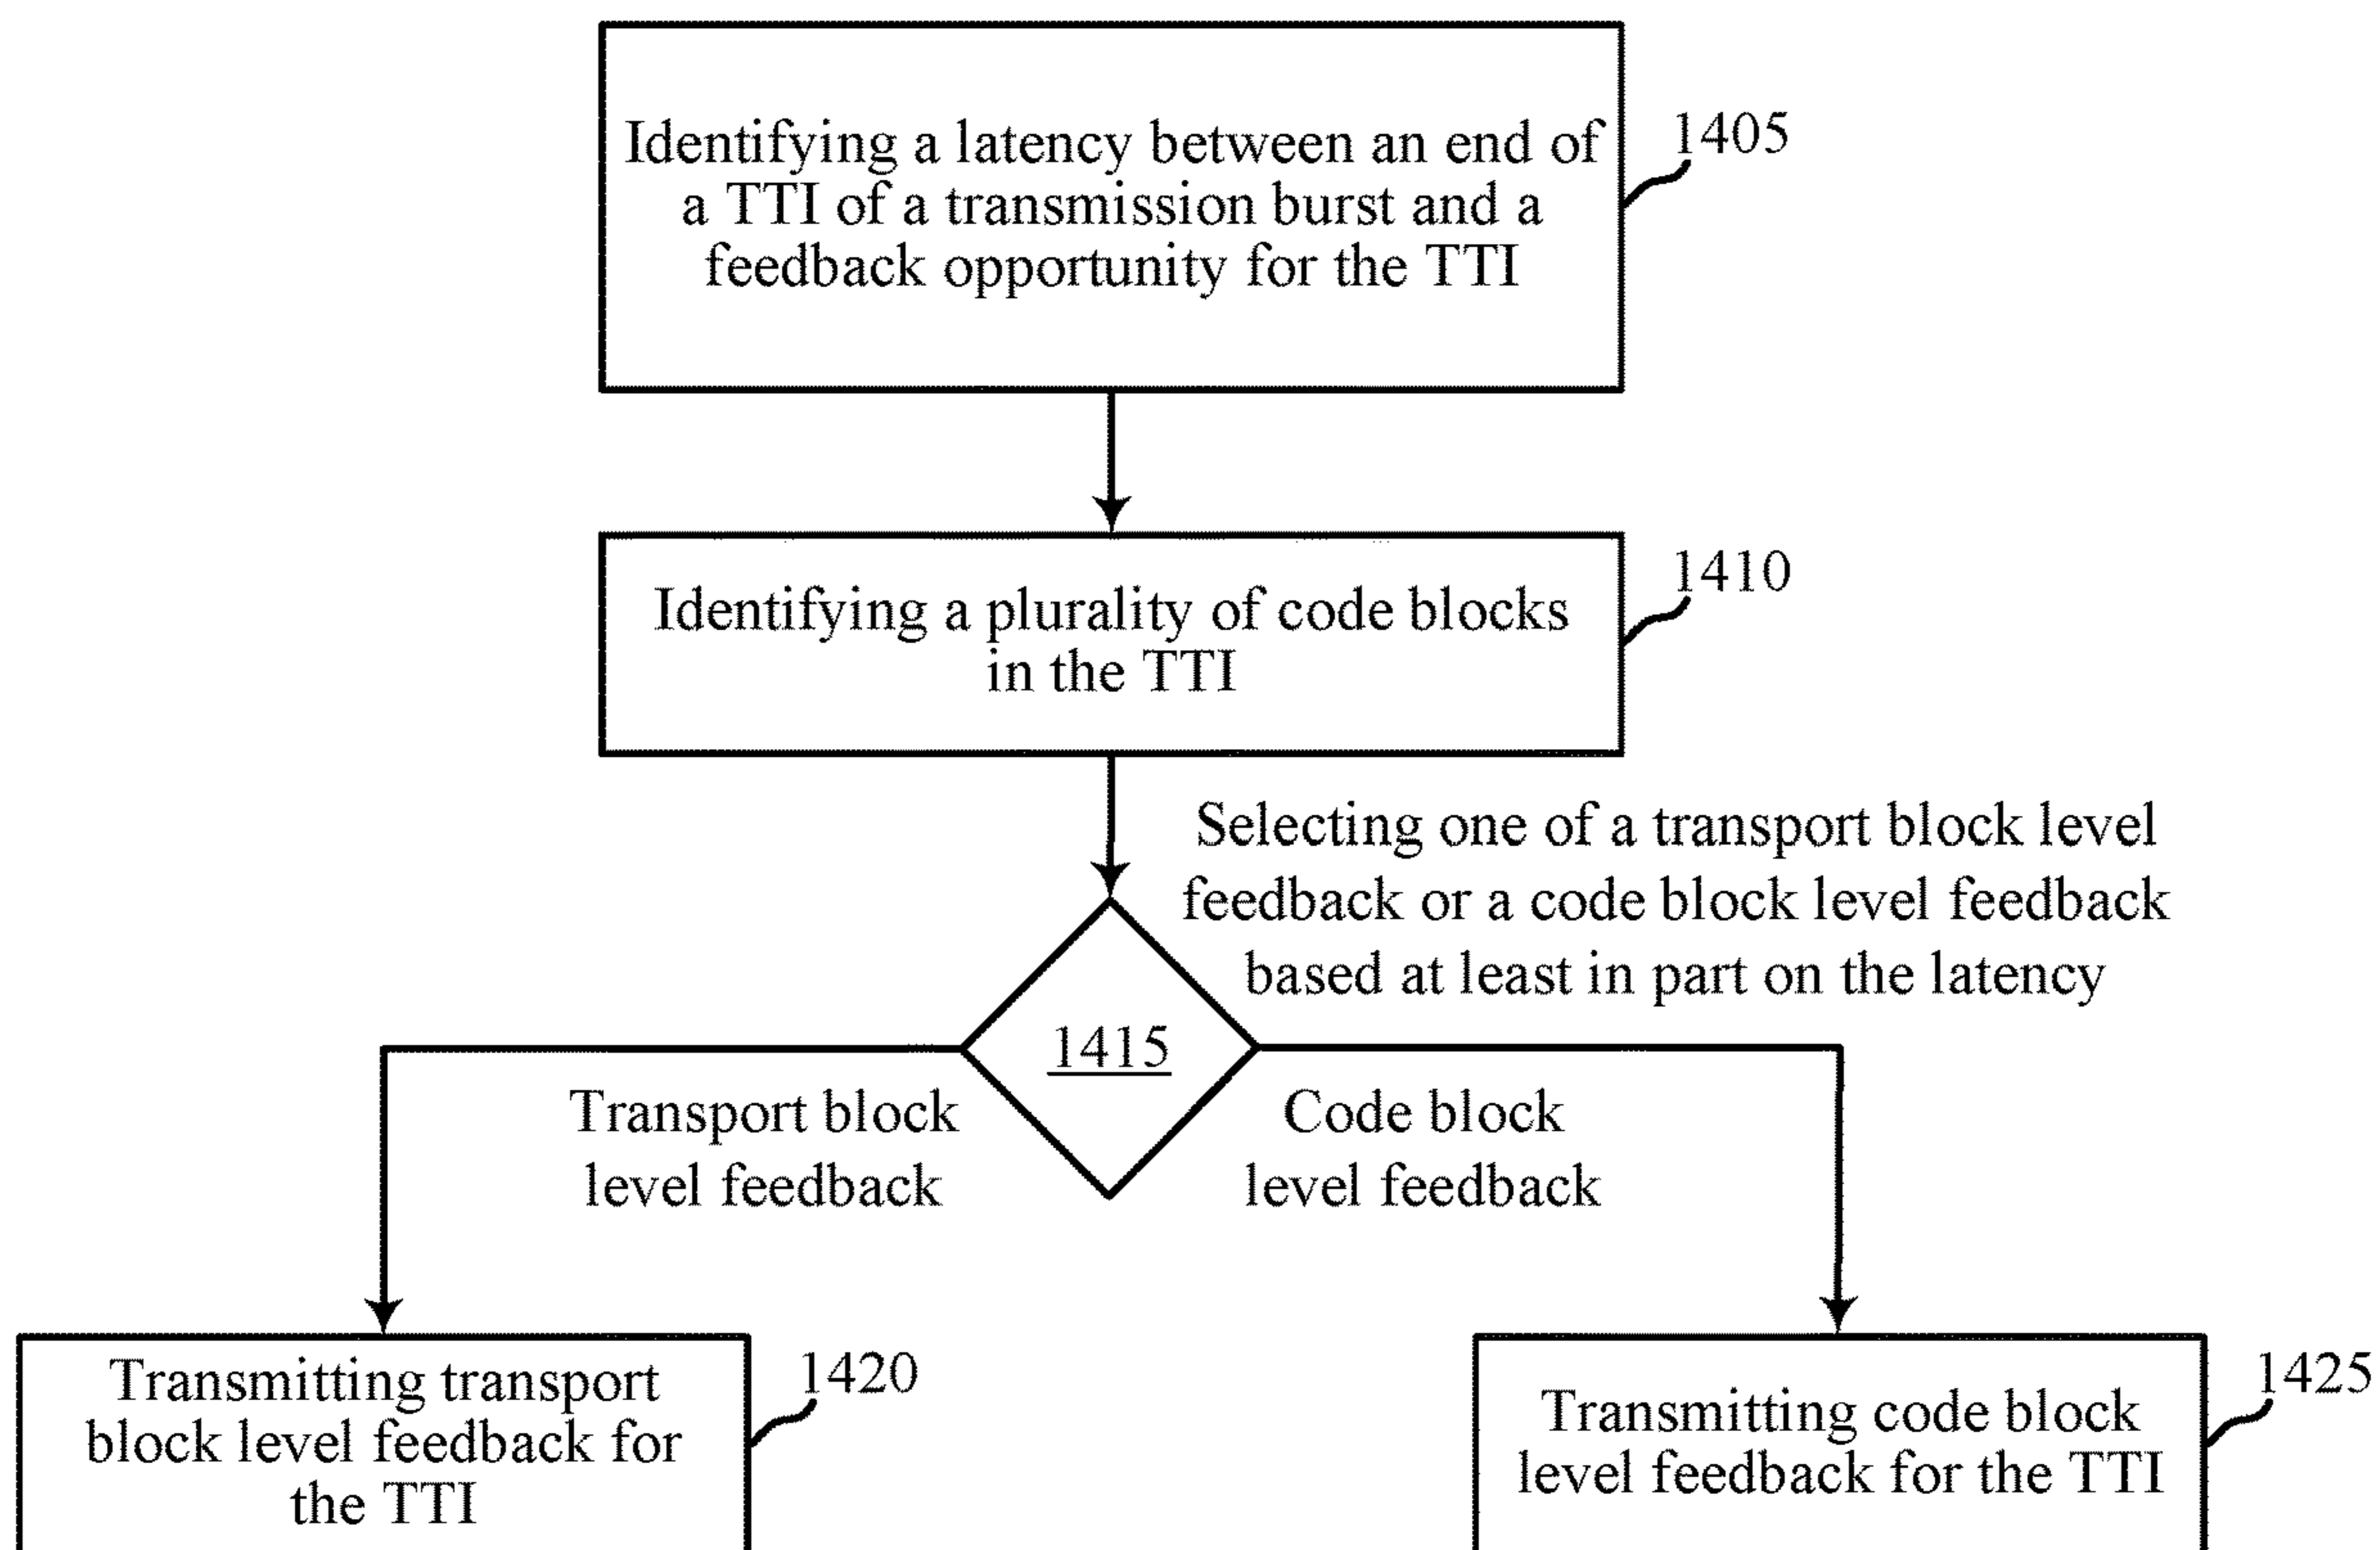 Identifying a latency between an end of
a TTI of a transmission burst and a
feedback opportunity for the TTI
1405
Identifying a plurality of code blocks
in the TTI
1410
Selecting one of a transport block level
feedback or a code block level feedback
based at least in part on the latency
1415
Transport block
level feedback
Code block
level feedback
Transmitting transport
block level feedback for
the TTI
1420
Transmitting code block
level feedback for the TTI
1425